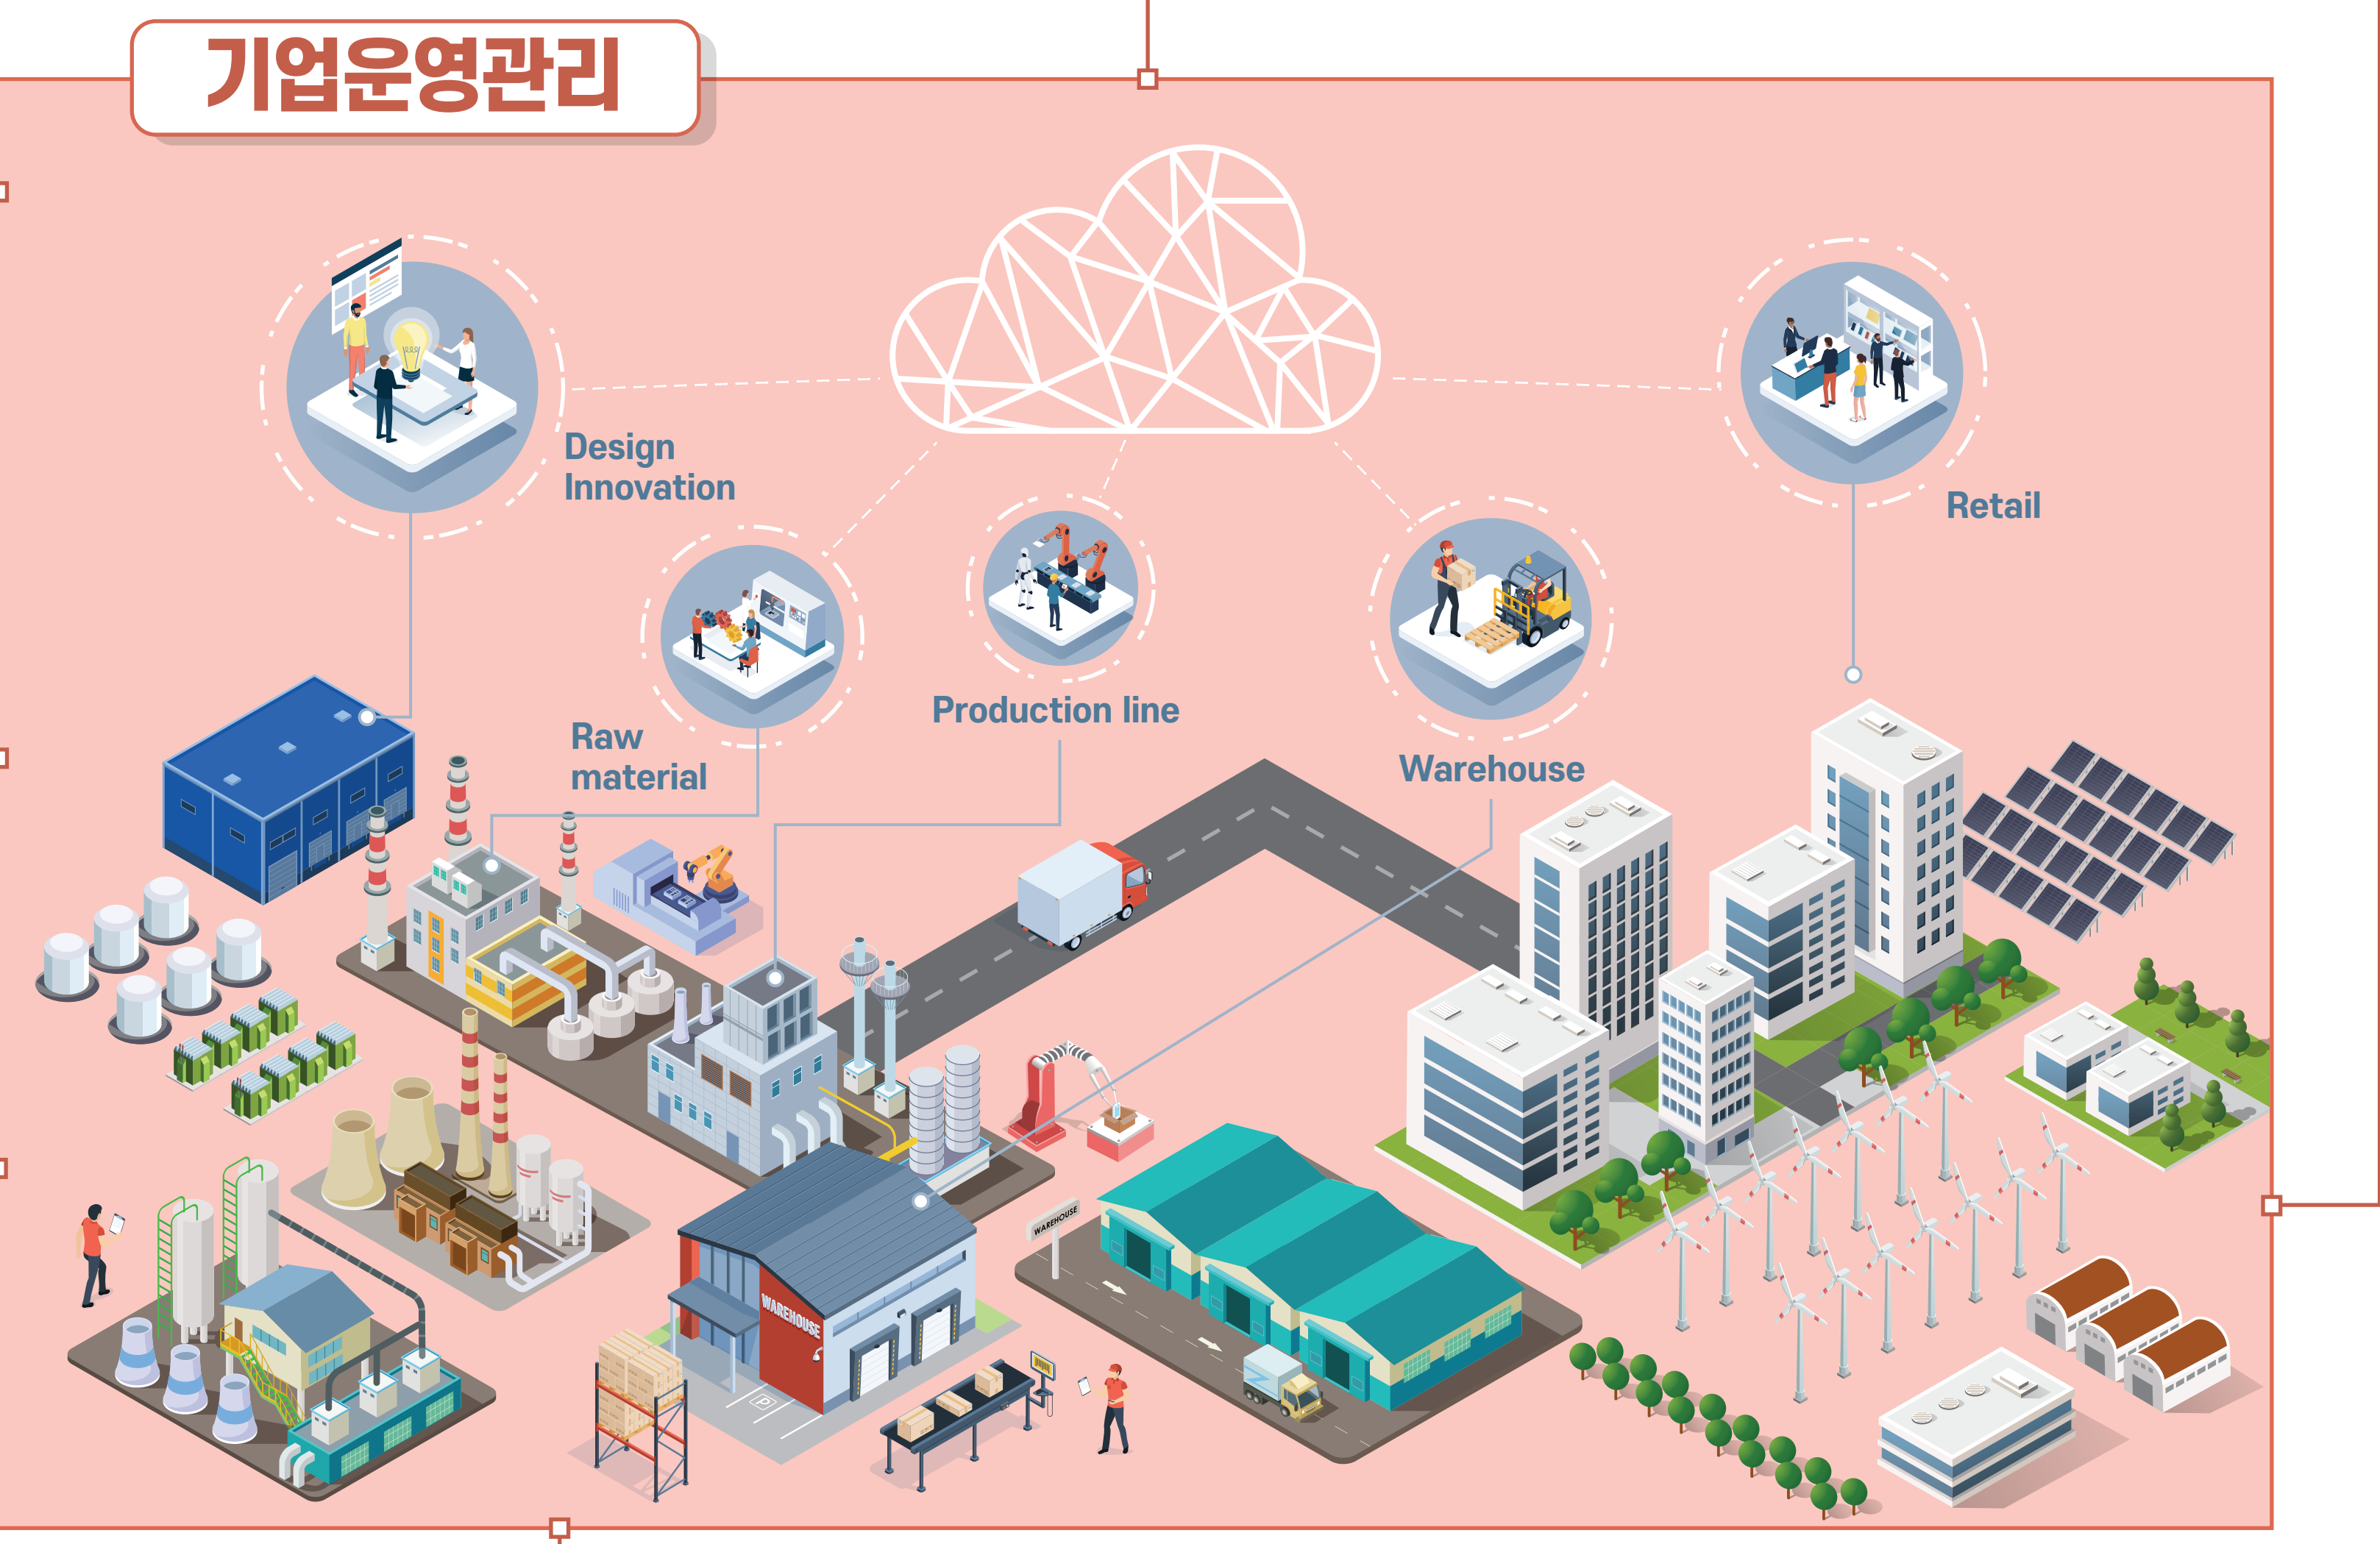 기업운영관리
Design
Innovation
Retail
Raw
material
Production line
Warehouse
WAREHOUSE
WAREHOUSE
P